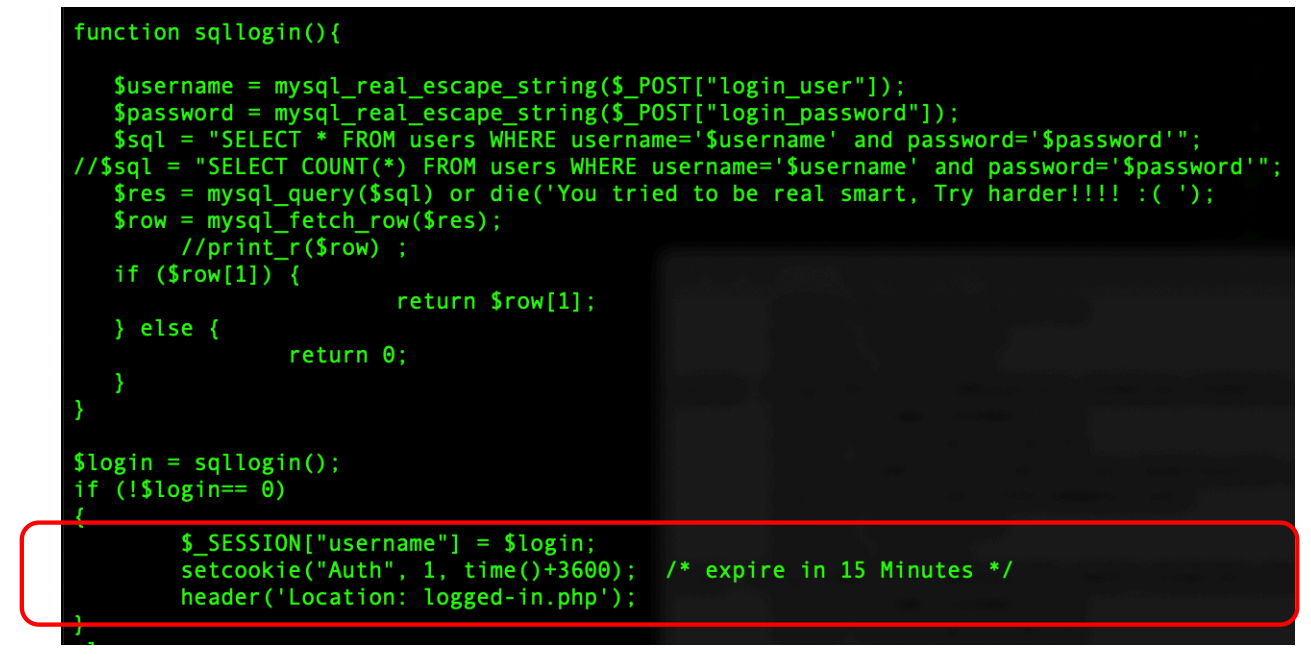 function sqllogin(){
$username = mysql_real_escape_string($_POST["login_user"]);
$password = mysql_real_escape_string($_POST["login_password"]);
$sql = "SELECT * FROM users WHERE username='$username' and password='$password'";
//$sql = "SELECT COUNT(*) FROM users WHERE username='$username' and password='$password'";
$res = mysql_query($sql) or die('You tried to be real smart, Try harder!!!! :( ');
$row = mysql_fetch_row($res);
//print_r($row) ;
if ($row[1]) {
return $row[1];
} else {
return 0;
}
}
$login = sqllogin();
if (!$login== 0)
{
$_SESSION["username"] = $login;
setcookie("Auth", 1, time()+3600); /* expire in 15 Minutes */
header('Location: logged-in.php');
}